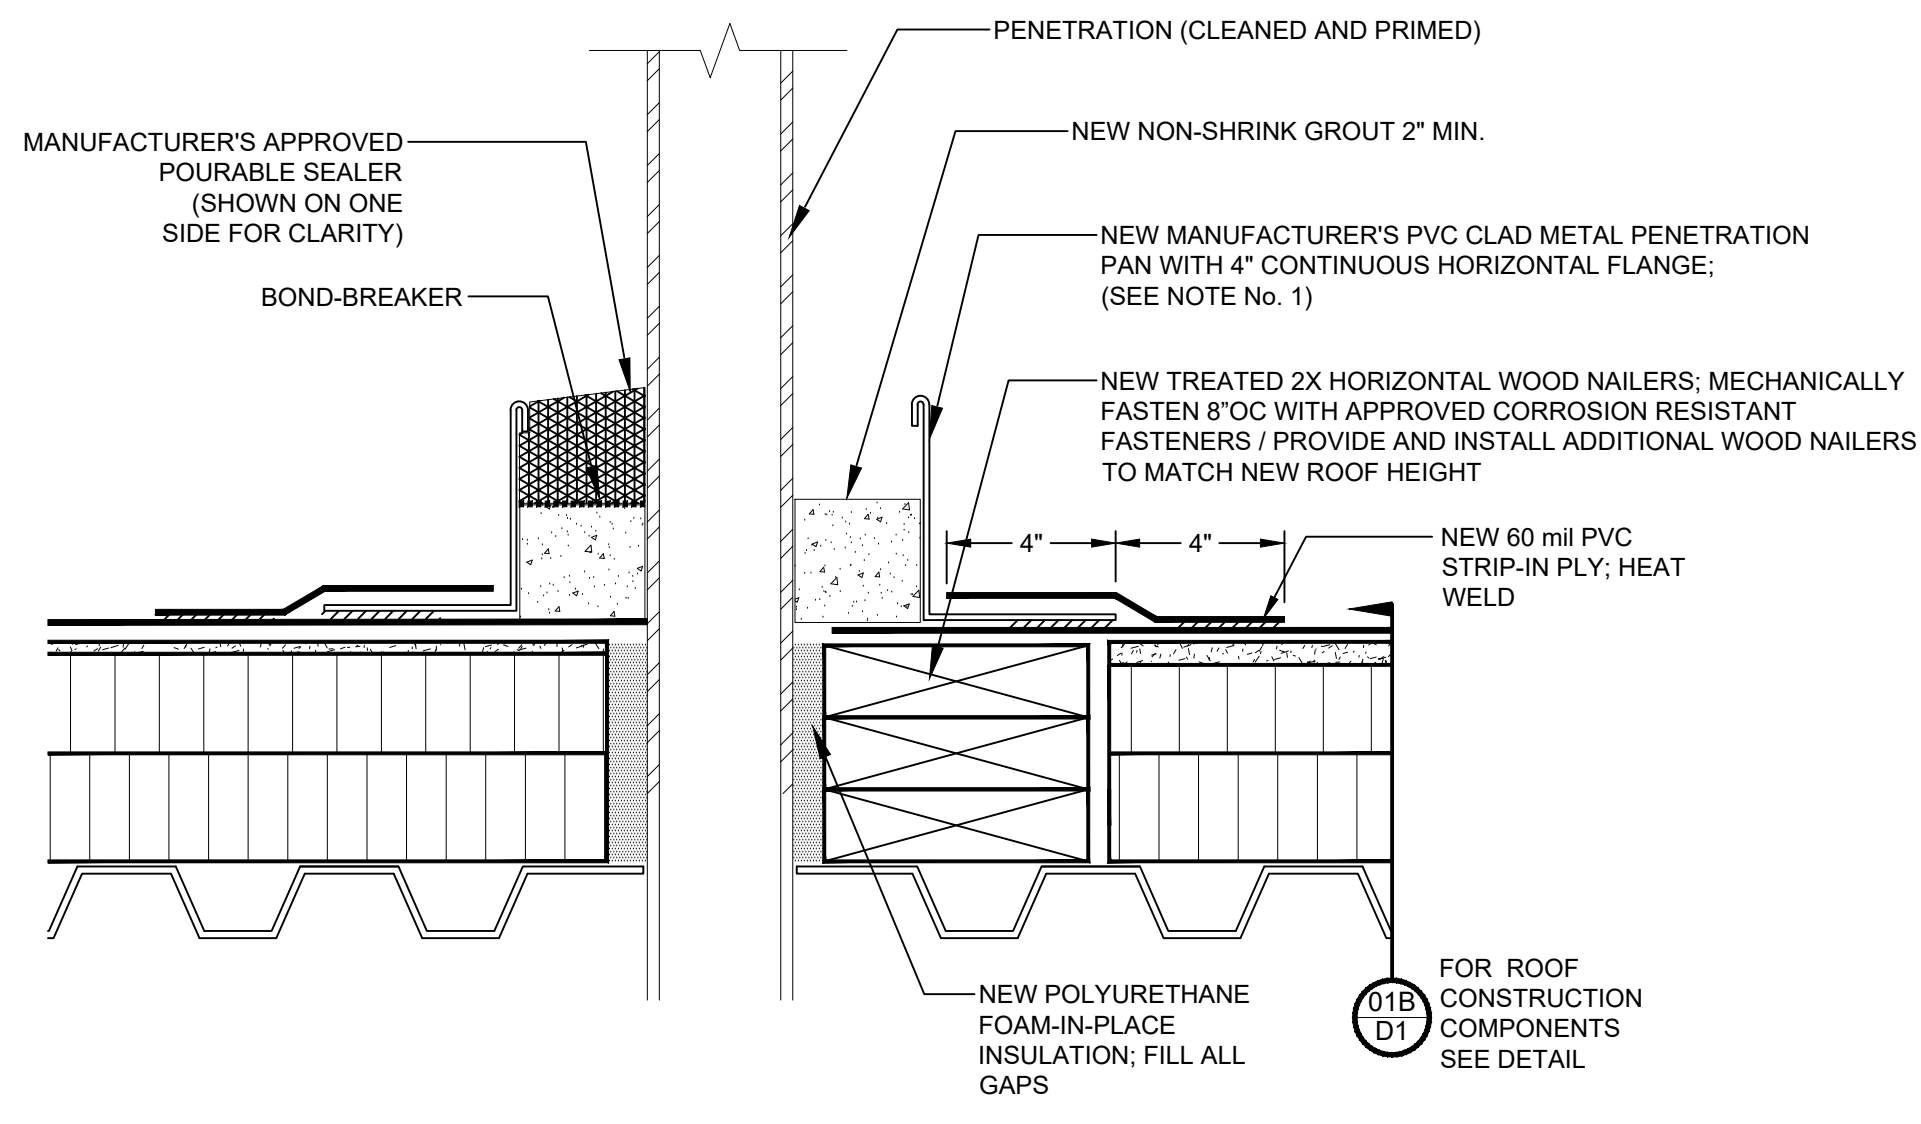 PENETRATION (CLEANED AND PRIMED)
MANUFACTURER'S APPROVED
POURABLE SEALER
(SHOWN ON ONE
SIDE FOR CLARITY)
NEW NON-SHRINK GROUT 2" MIN.
BOND-BREAKER
NEW MANUFACTURER'S PVC CLAD METAL PENETRATION
PAN WITH 4" CONTINUOUS HORIZONTAL FLANGE;
(SEE NOTE No. 1)
NEW TREATED 2X HORIZONTAL WOOD NAILERS; MECHANICALLY
FASTEN 8”OC WITH APPROVED CORROSION RESISTANT
FASTENERS / PROVIDE AND INSTALL ADDITIONAL WOOD NAILERS
TO MATCH NEW ROOF HEIGHT
4"
4"
NEW 60 mil PVC
STRIP-IN PLY; HEAT
WELD
NEW POLYURETHANE
FOAM-IN-PLACE
INSULATION; FILL ALL
GAPS
01B
D1
FOR ROOF
CONSTRUCTION
COMPONENTS
SEE DETAIL